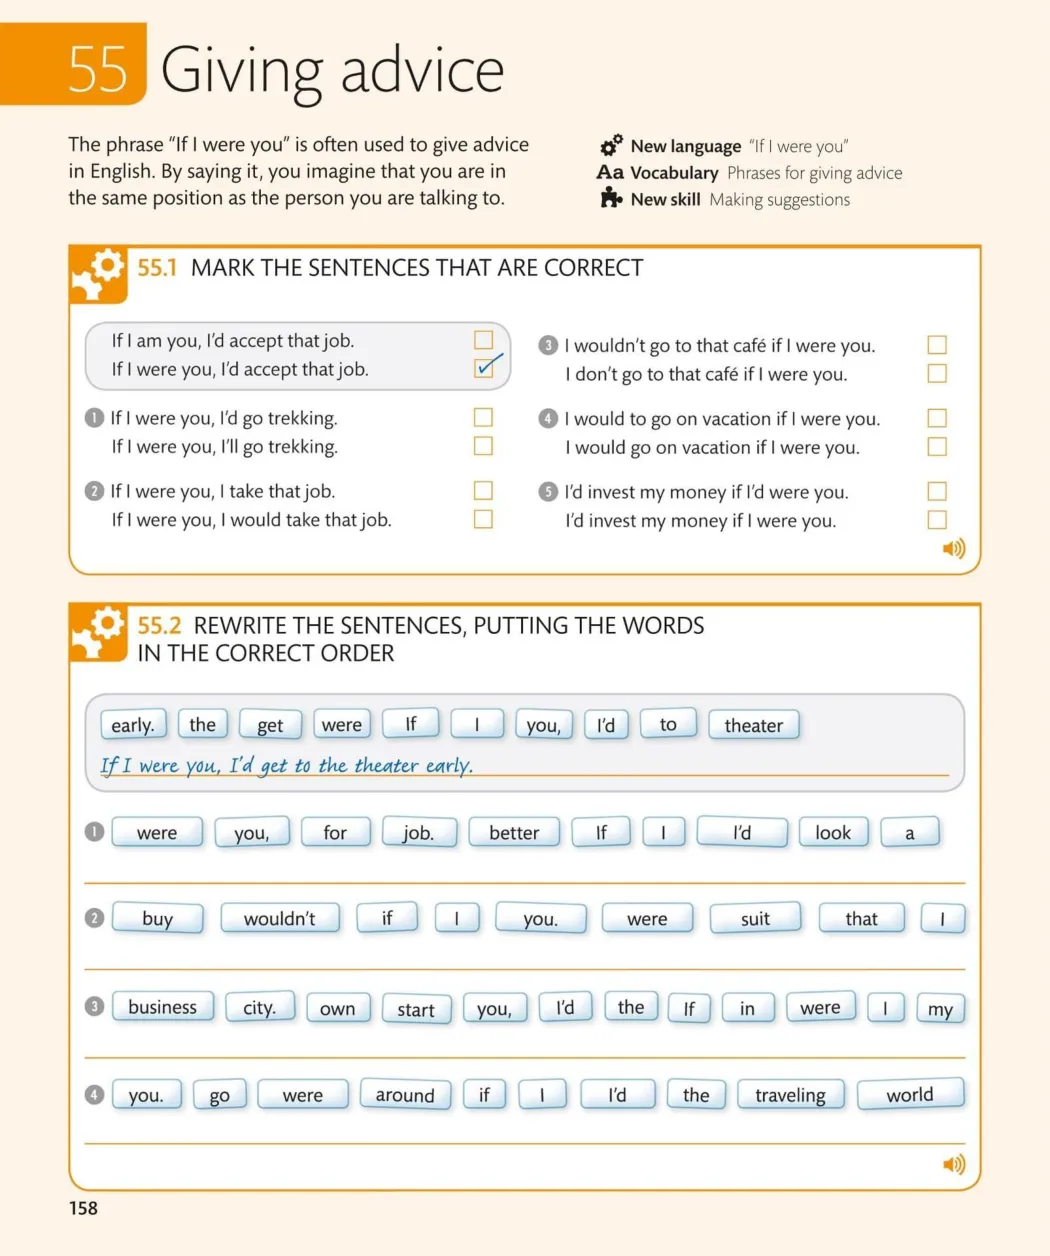 55 Giving advice
The phrase “If I were you” is often used to give advice
in English. By saying it, you imagine that you are in
the same position as the person you are talking to.
New language “If I were you”
Aa Vocabulary Phrases for giving advice
New skill Making suggestions
55.1 MARK THE SENTENCES THAT ARE CORRECT
If I am you, I’d accept that job.
If I were you, I’d accept that job.
1 If I were you, I’d go trekking.
If I were you, I’ll go trekking.
2 If I were you, I take that job.
If I were you, I would take that job.
3 I wouldn’t go to that café if I were you.
I don’t go to that café if I were you.
4 I would to go on vacation if I were you.
I would go on vacation if I were you.
5 I’d invest my money if I’d were you.
I’d invest my money if I were you.
55.2 REWRITE THE SENTENCES, PUTTING THE WORDS
IN THE CORRECT ORDER
early. the get were If I you, I’d to theater
If I were you, I’d get to the theater early.
1 were you, for job. better If I I’d look a
2 buy wouldn’t if I you. were suit that I
3 business city. own start you, I’d the If in were I my
4 you. go were around if I I’d the traveling world
158